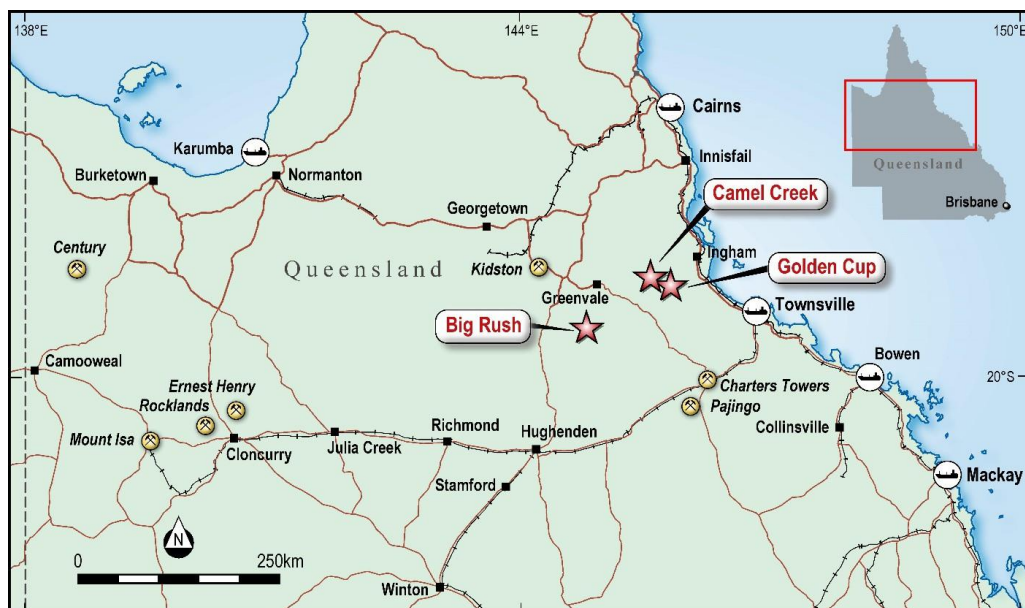 138°E
144°E
150°E
Cairns
Karumba
Innisfail
Queensland
Burketown
Normanton
Camel Creek
Brisbane
Georgetown
Century
Ingham
Queensland
Kidston
Golden Cup
Greenvale
Townsville
Big Rush
Camooweal
Bowen
20°S
Ernest Henry
Charters Towers
Rocklands
Pajingo
Mount Isa
Richmond
Hughenden
Collinsville
Cloncurry
Julia Creek
Mackay
Stamford
N
0
250km
Winton